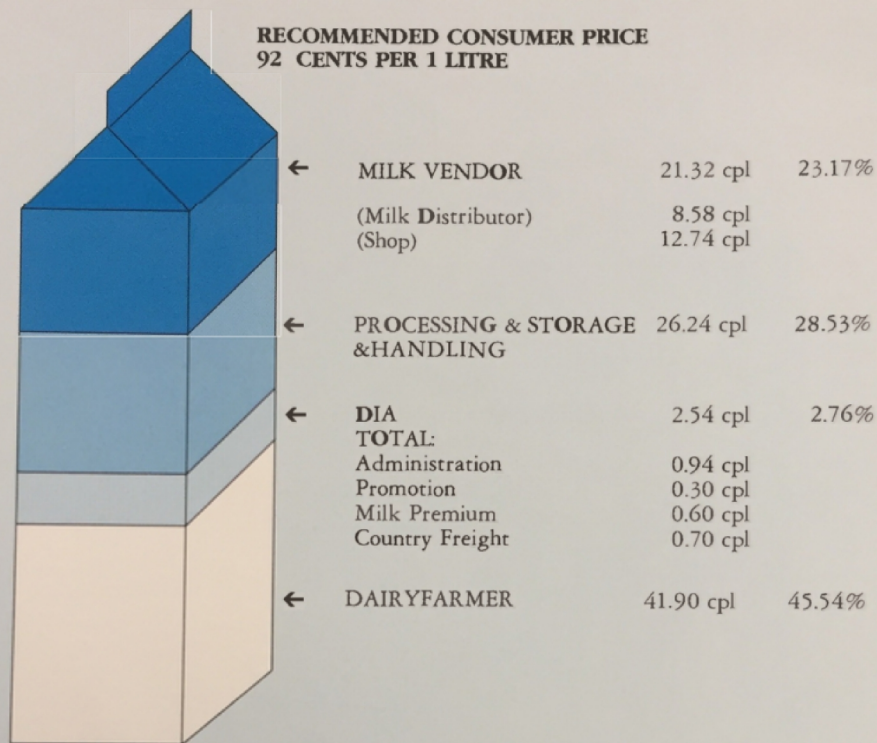 RECOMMENDED CONSUMER PRICE
92 CENTS PER 1 LITRE
← MILK VENDOR 21.32 cpl 23.17%
(Milk Distributor) 8.58 cpl
(Shop) 12.74 cpl
← PROCESSING & STORAGE 26.24 cpl 28.53%
&HANDLING
← DIA 2.54 cpl 2.76%
TOTAL:
Administration 0.94 cpl
Promotion 0.30 cpl
Milk Premium 0.60 cpl
Country Freight 0.70 cpl
← DAIRYFARMER 41.90 cpl 45.54%